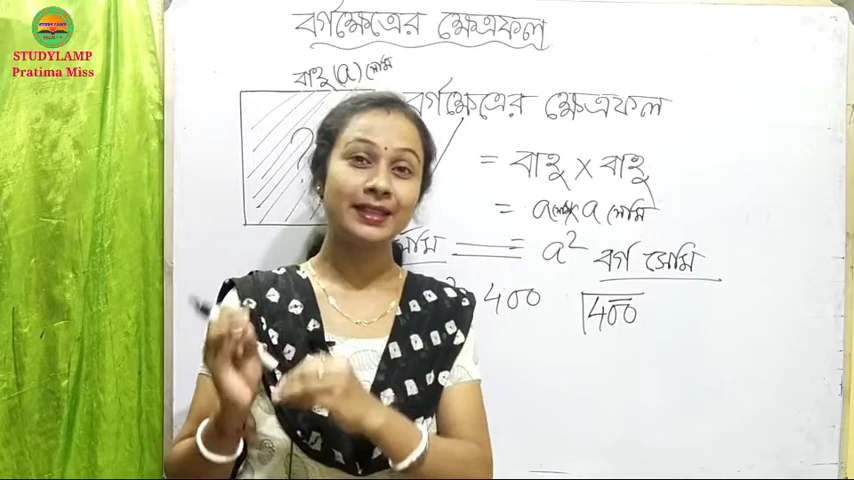 STUDYLAMP
Pratima Miss
বর্গক্ষেত্রের ক্ষেত্রফল
বাহু (a) সেমি
?
বর্গক্ষেত্রের ক্ষেত্রফল
= বাহু × বাহু
= a সেমি × a সেমি
সেমি = a² বর্গ সেমি
400
400